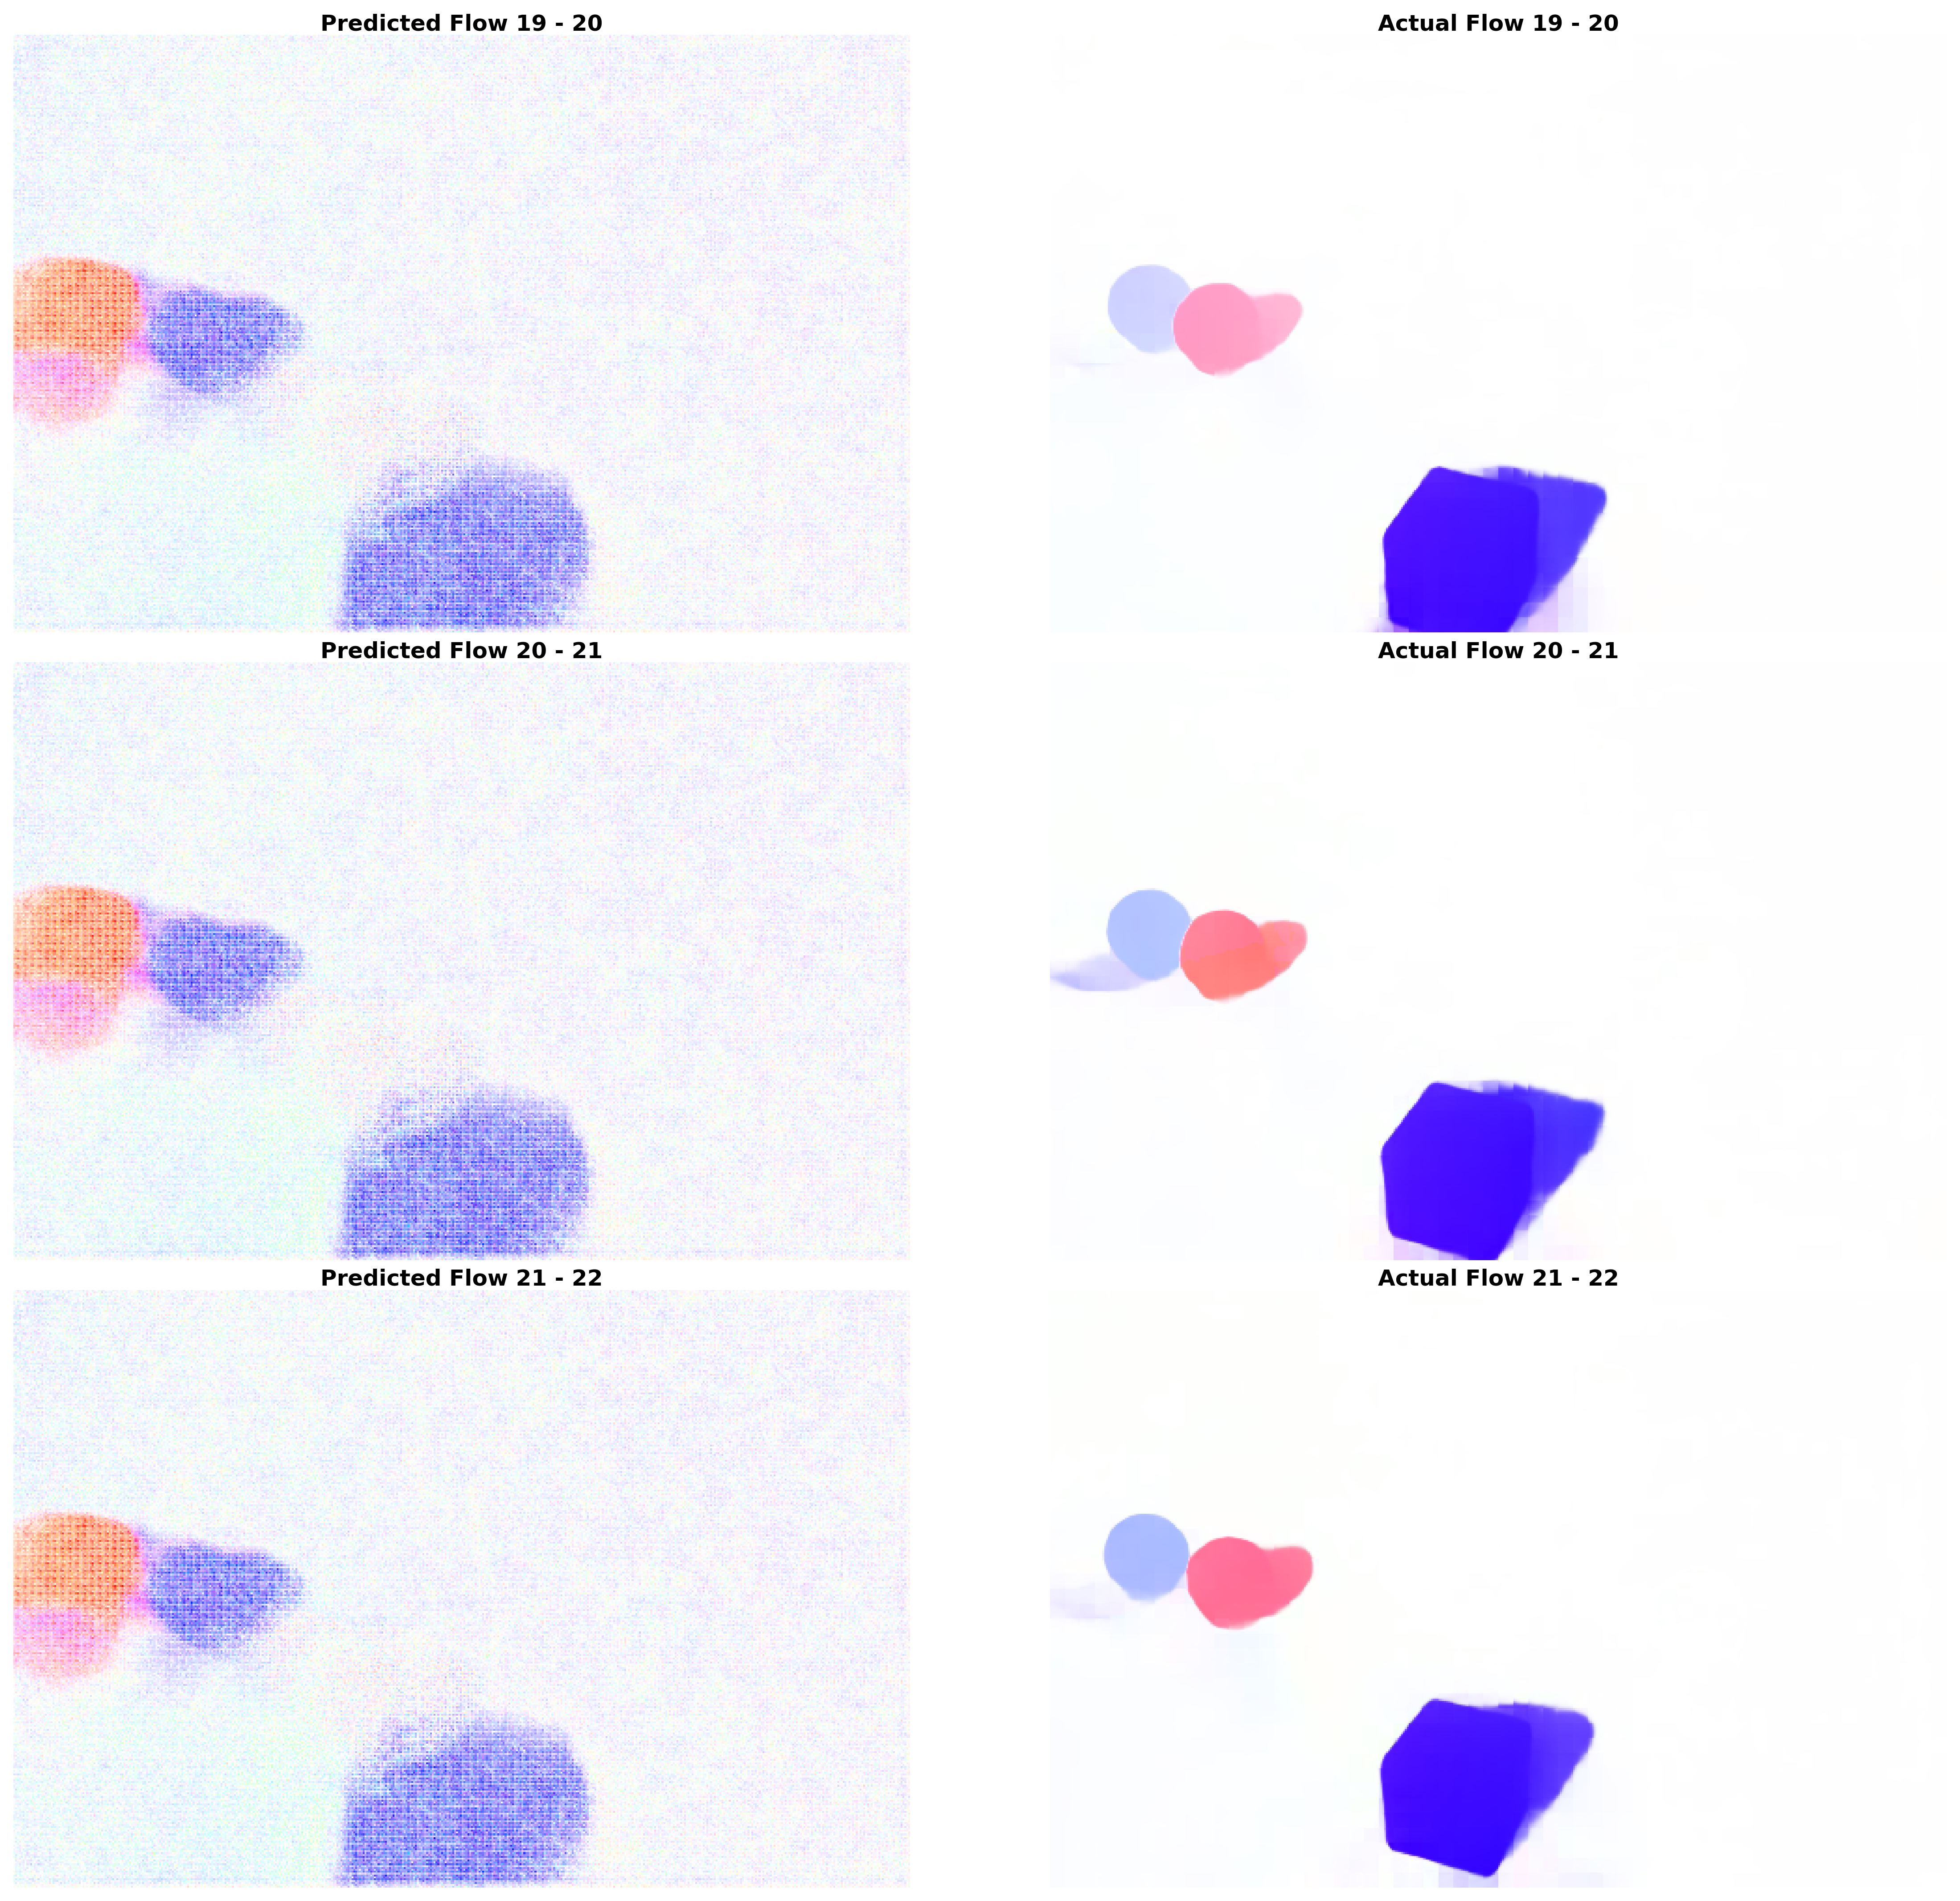 Predicted Flow 19 - 20
Actual Flow 19 - 20
Predicted Flow 20 - 21
Actual Flow 20 - 21
Predicted Flow 21 - 22
Actual Flow 21 - 22